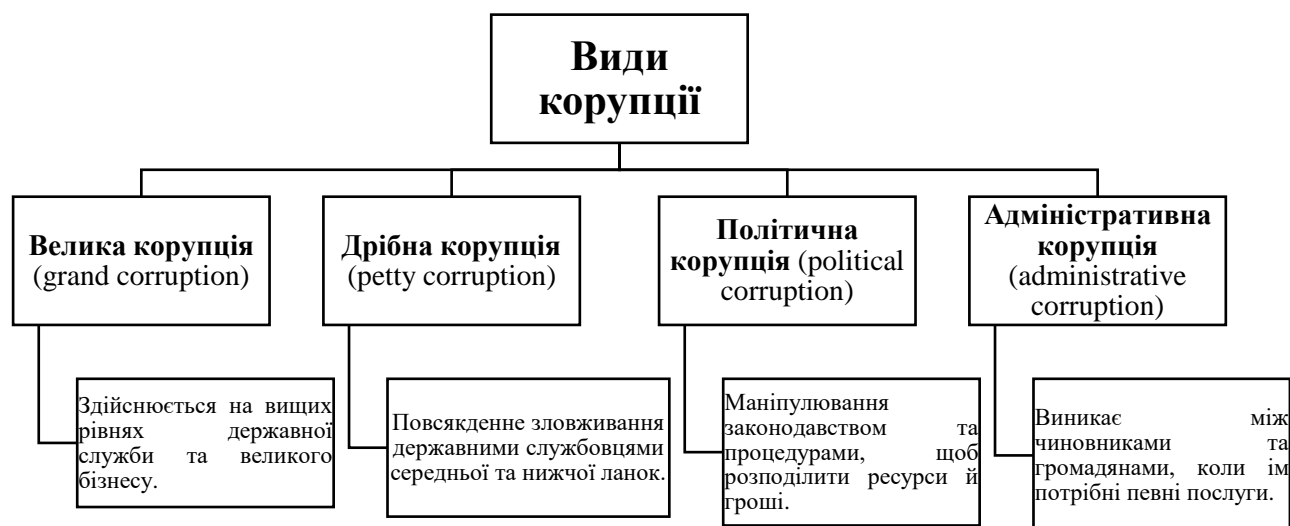 Види
корупції
Велика корупція
(grand corruption)
Здійснюється на вищих
рівнях державної
служби та великого
бізнесу.
Дрібна корупція
(petty corruption)
Повсякденне зловживання
державними службовцями
середньої та нижчої ланок.
Політична
корупція (political
corruption)
Маніпулювання
законодавством та
процедурами, щоб
розподілити ресурси й
гроші.
Адміністративна
корупція
(administrative
corruption)
Виникає між
чиновниками та
громадянами, коли їм
потрібні певні послуги.